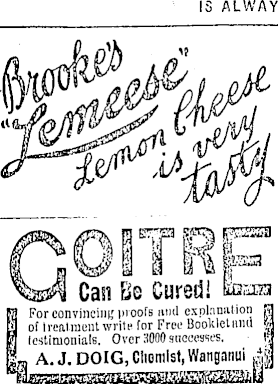 IS ALWAY
Brooke's
"Lemeese"
Lemon Cheese
is very
tasty
GOITRE
Can Be Cured!
For convincing proofs and explanation
of treatment write for Free Booklet and
testimonials. Over 3000 successes.
A. J. DOIG, Chemist, Wanganui